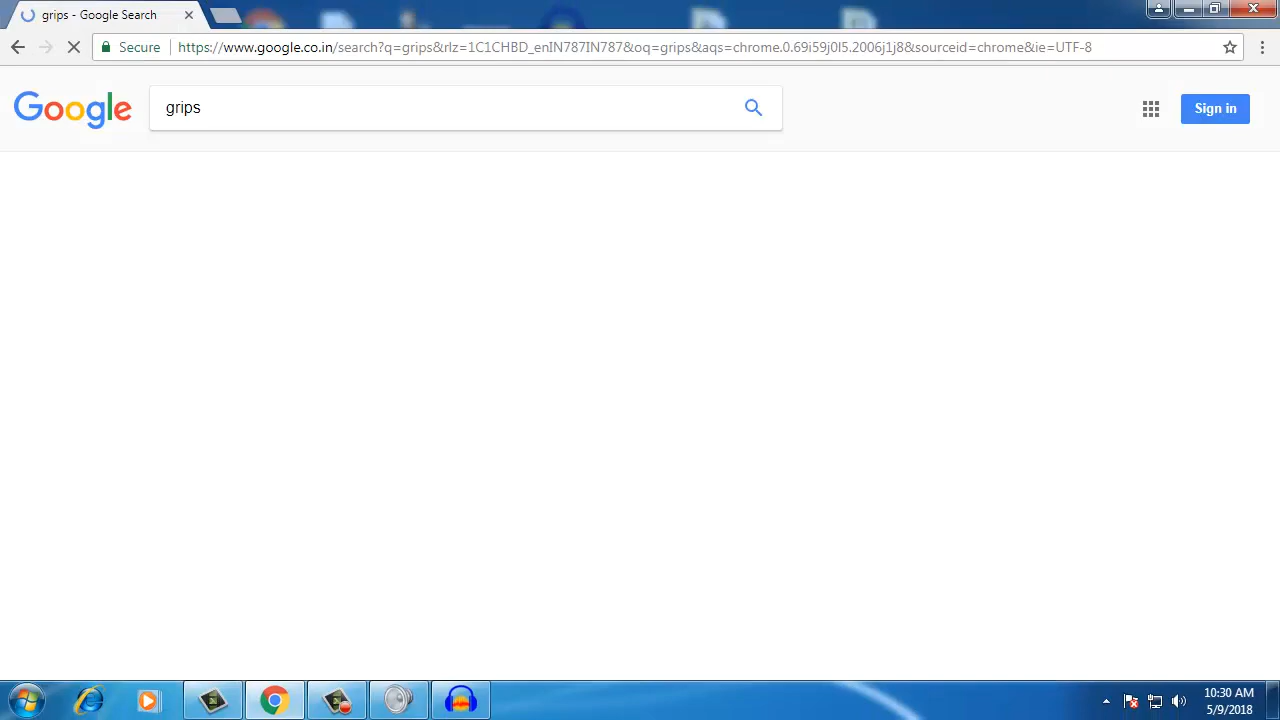 grips - Google Search
Secure
https://www.google.co.in/search?q=grips&rlz=1C1CHBD_enIN787IN787&oq=grips&aqs=chrome.0.69i59j0l5.2006j1j8&sourceid=chrome&ie=UTF-8
Google
grips
Sign in
10:30 AM
5/9/2018